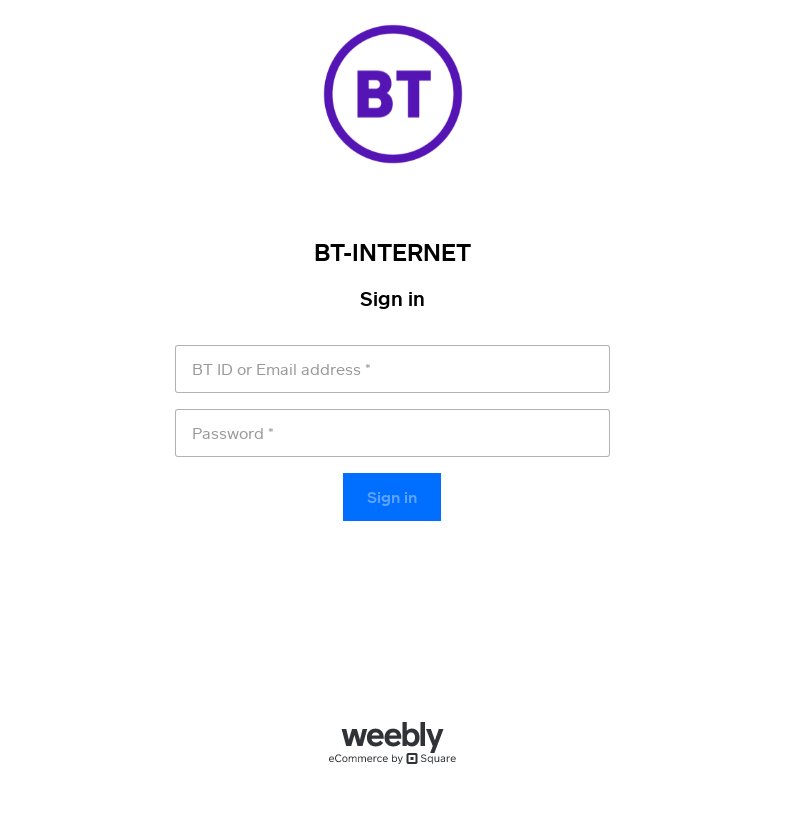 BT
BT-INTERNET
Sign in
BT ID or Email address *
Password *
Sign in
weebly
eCommerce by Square